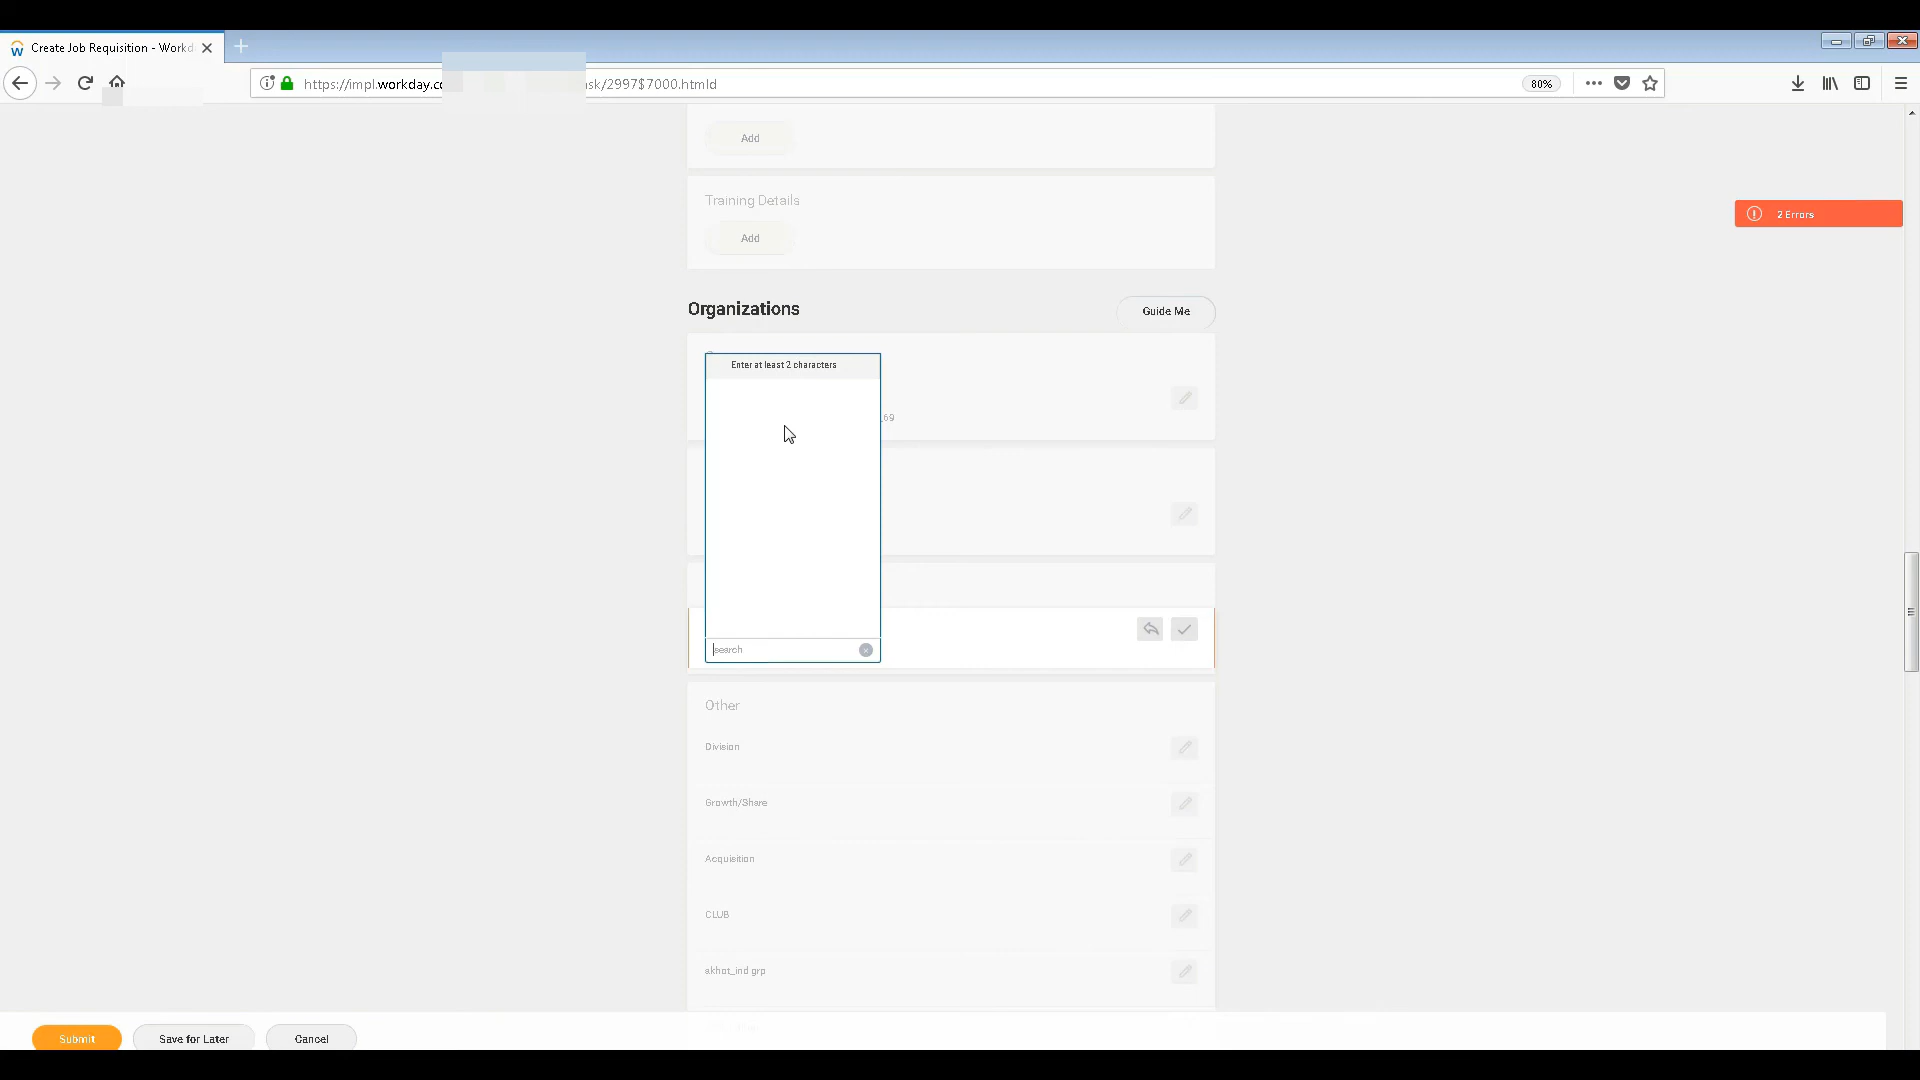 Create Job Requisition - Workd
https://impl.workday.c
sk/2997$7000.htmld
80%
Add
Training Details
Add
2 Errors
Organizations
Guide Me
Enter at least 2 characters
_69
search
Other
Division
Growth/Share
Acquisition
CLUB
akhat_ind grp
Submit
Save for Later
Cancel